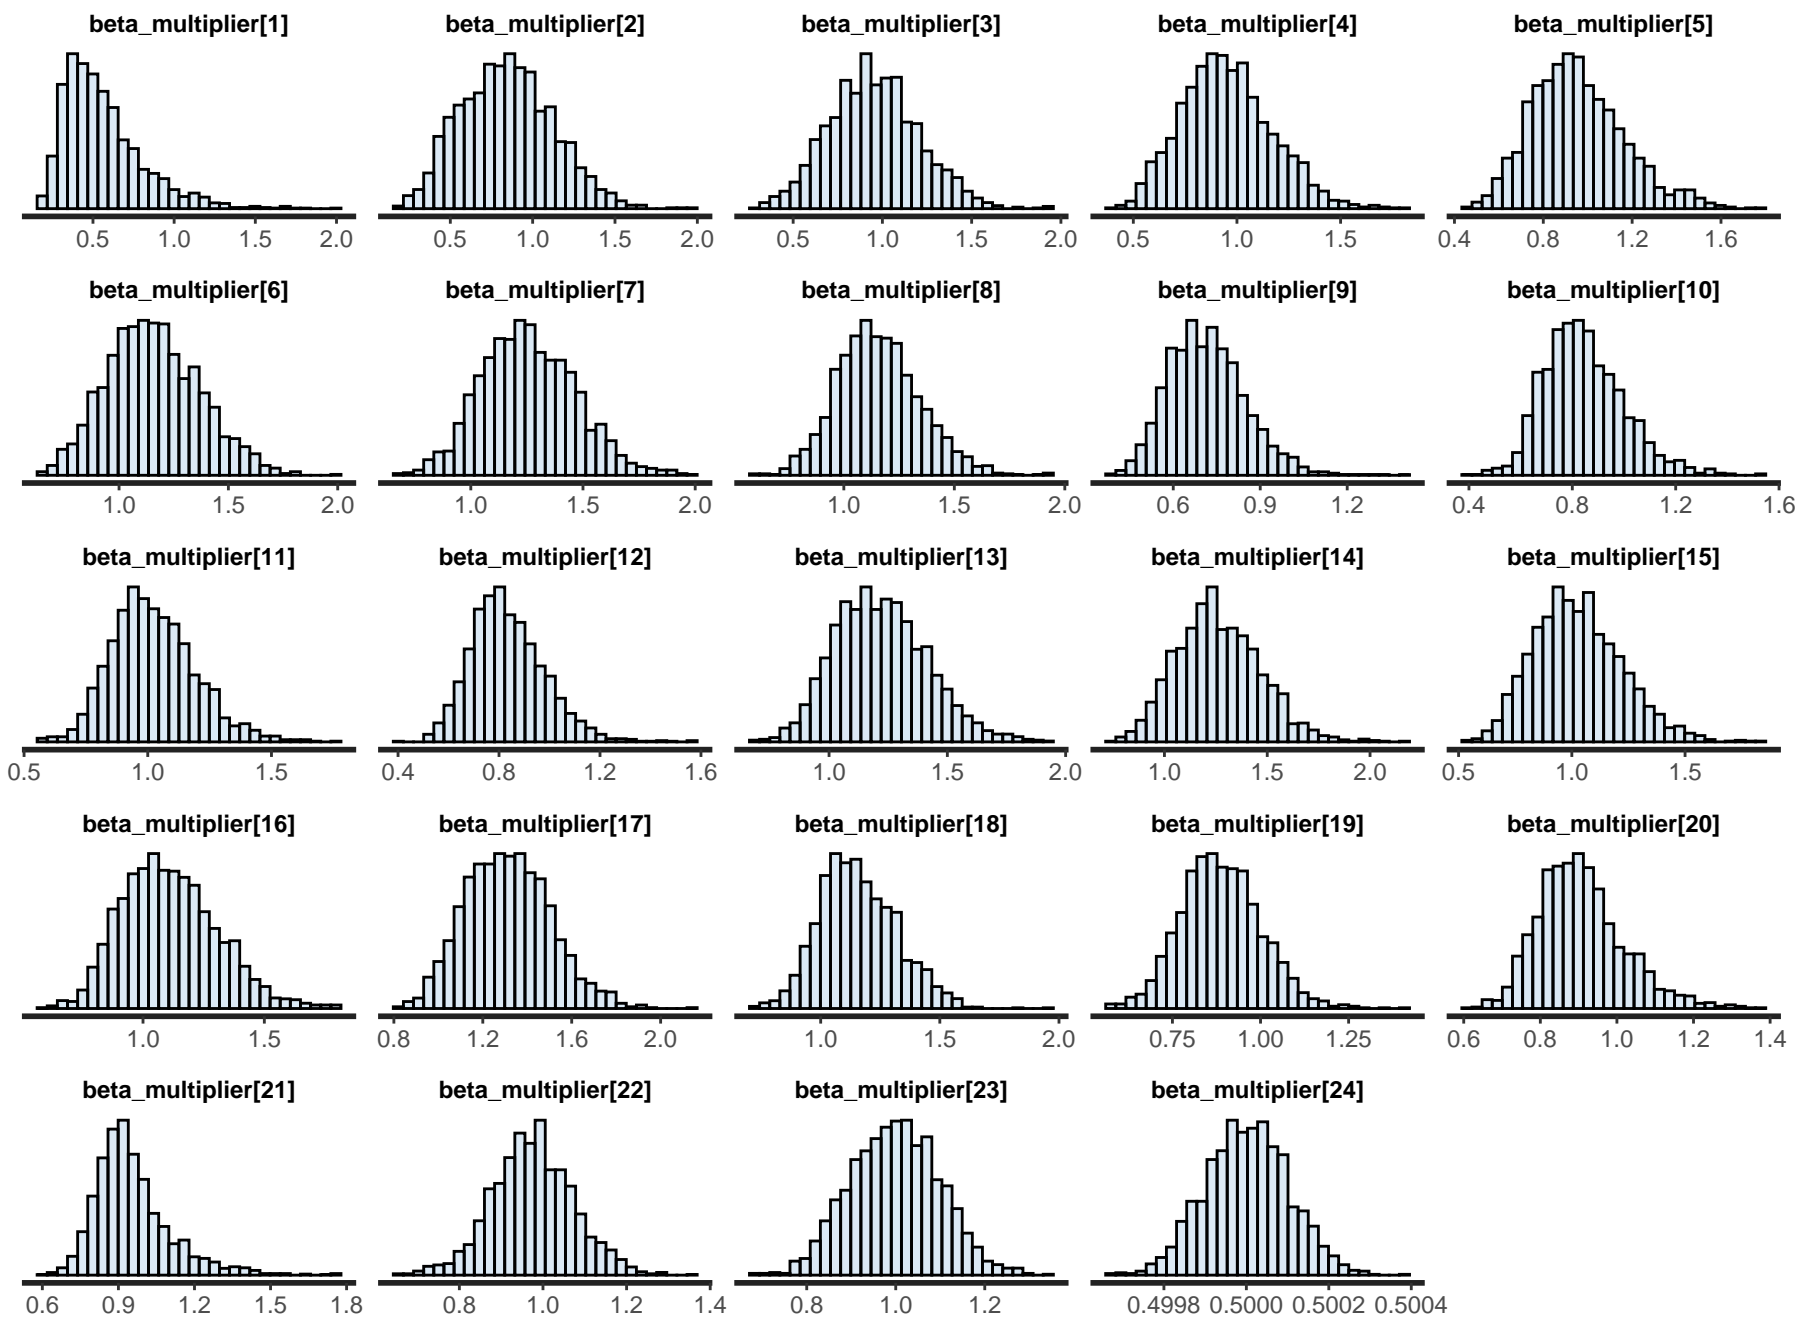 beta_multiplier[1] beta_multiplier[2] beta_multiplier[3] beta_multiplier[4] beta_multiplier[5]
0.5 1.0 1.5 2.0 0.5 1.0 1.5 2.0 0.5 1.0 1.5 2.0 0.5 1.0 1.5 0.4 0.8 1.2 1.6
beta_multiplier[6] beta_multiplier[7] beta_multiplier[8] beta_multiplier[9] beta_multiplier[10]
1.0 1.5 2.0 1.0 1.5 2.0 1.0 1.5 2.0 0.6 0.9 1.2 0.4 0.8 1.2 1.6
beta_multiplier[11] beta_multiplier[12] beta_multiplier[13] beta_multiplier[14] beta_multiplier[15]
0.5 1.0 1.5 0.4 0.8 1.2 1.6 1.0 1.5 2.0 1.0 1.5 2.0 0.5 1.0 1.5
beta_multiplier[16] beta_multiplier[17] beta_multiplier[18] beta_multiplier[19] beta_multiplier[20]
1.0 1.5 0.8 1.2 1.6 2.0 1.0 1.5 2.0 0.75 1.00 1.25 0.6 0.8 1.0 1.2 1.4
beta_multiplier[21] beta_multiplier[22] beta_multiplier[23] beta_multiplier[24]
0.6 0.9 1.2 1.5 1.8 0.8 1.0 1.2 1.4 0.8 1.0 1.2 0.4998 0.5000 0.5002 0.5004